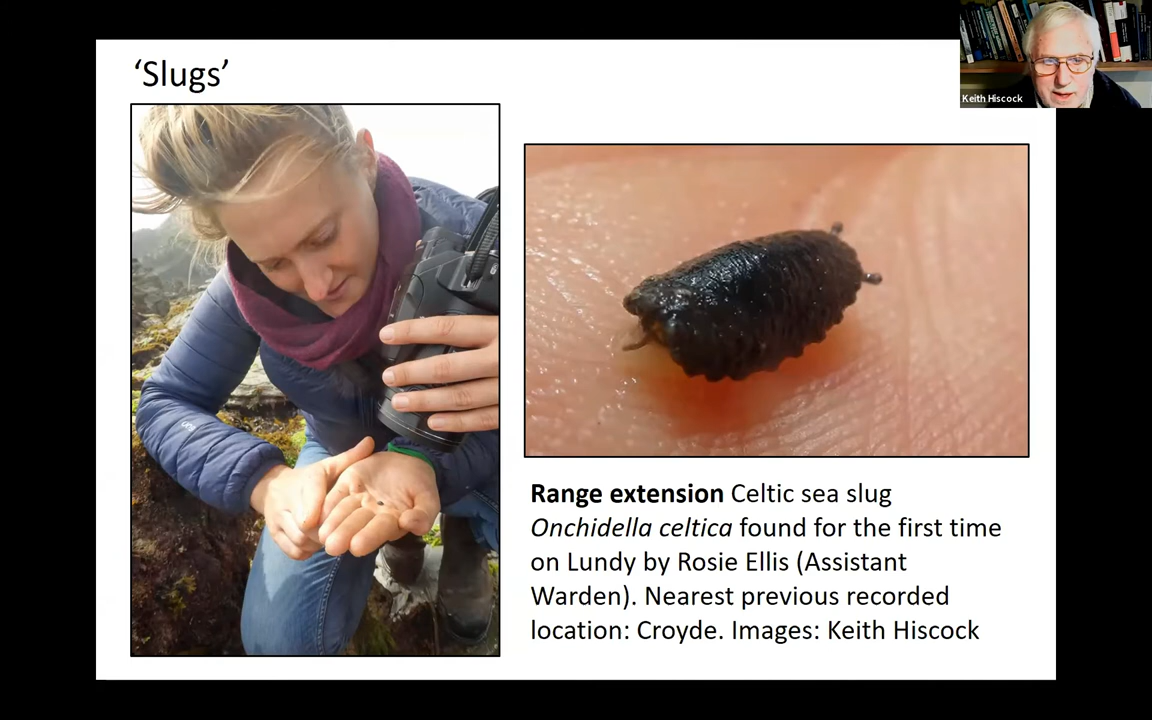 ‘Slugs’
Keith Hiscock
Range extension Celtic sea slug
Onchidella celtica found for the first time
on Lundy by Rosie Ellis (Assistant
Warden). Nearest previous recorded
location: Croyde. Images: Keith Hiscock